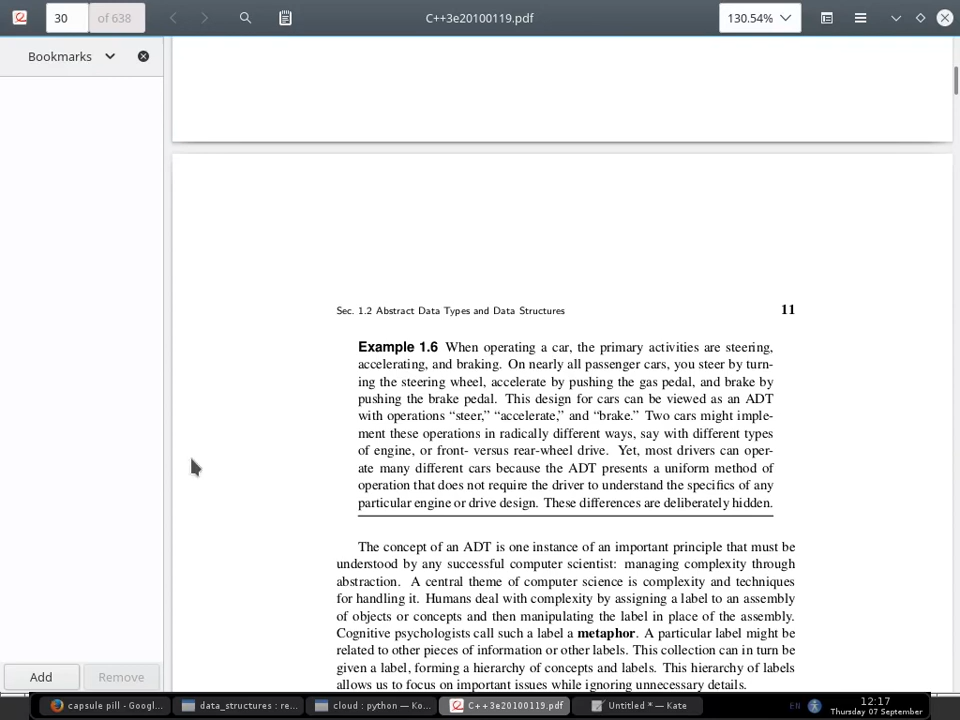 30 of 638
C++3e20100119.pdf
130.54%
Bookmarks
Sec. 1.2 Abstract Data Types and Data Structures 11
Example 1.6 When operating a car, the primary activities are steering,
accelerating, and braking. On nearly all passenger cars, you steer by turn-
ing the steering wheel, accelerate by pushing the gas pedal, and brake by
pushing the brake pedal. This design for cars can be viewed as an ADT
with operations “steer,” “accelerate,” and “brake.” Two cars might imple-
ment these operations in radically different ways, say with different types
of engine, or front- versus rear-wheel drive. Yet, most drivers can oper-
ate many different cars because the ADT presents a uniform method of
operation that does not require the driver to understand the specifics of any
particular engine or drive design. These differences are deliberately hidden.
The concept of an ADT is one instance of an important principle that must be
understood by any successful computer scientist: managing complexity through
abstraction. A central theme of computer science is complexity and techniques
for handling it. Humans deal with complexity by assigning a label to an assembly
of objects or concepts and then manipulating the label in place of the assembly.
Cognitive psychologists call such a label a metaphor. A particular label might be
related to other pieces of information or other labels. This collection can in turn be
given a label, forming a hierarchy of concepts and labels. This hierarchy of labels
allows us to focus on important issues while ignoring unnecessary details.
Add Remove
capsule pill - Googl...
data_structures : re...
cloud : python — Ko...
C++3e20100119.pdf
Untitled * — Kate
EN
12:17
Thursday 07 September